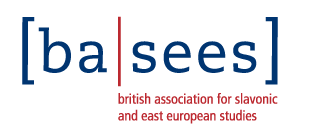 [ba|sees]
british association for slavonic
and east european studies